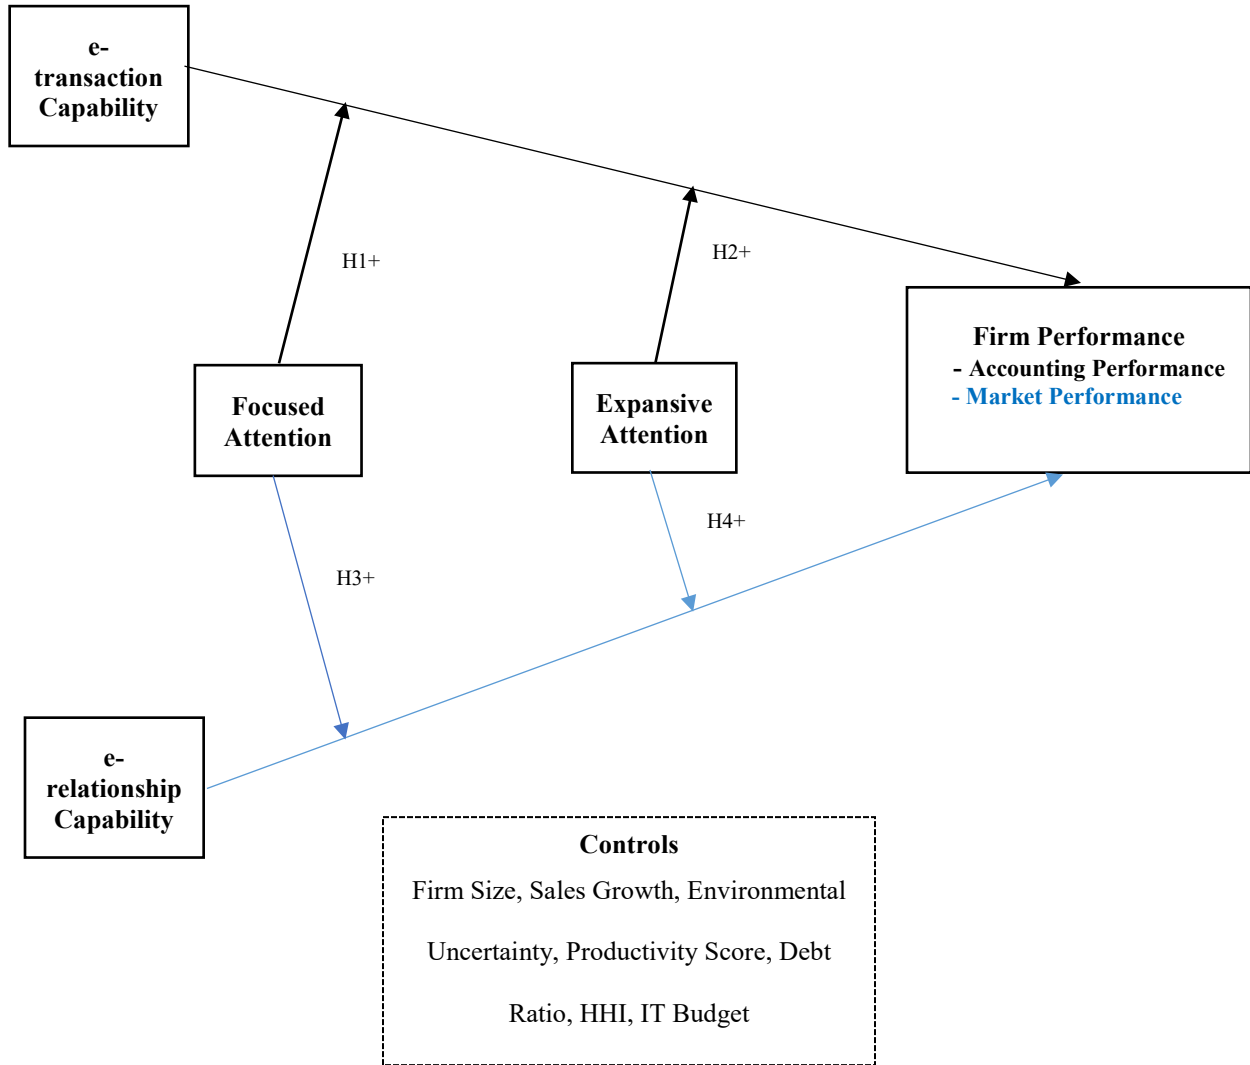 e-
transaction
Capability
H1+
H2+
Firm Performance
- Accounting Performance
- Market Performance
Focused
Attention
Expansive
Attention
H3+
H4+
e-
relationship
Capability
Controls
Firm Size, Sales Growth, Environmental
Uncertainty, Productivity Score, Debt
Ratio, HHI, IT Budget